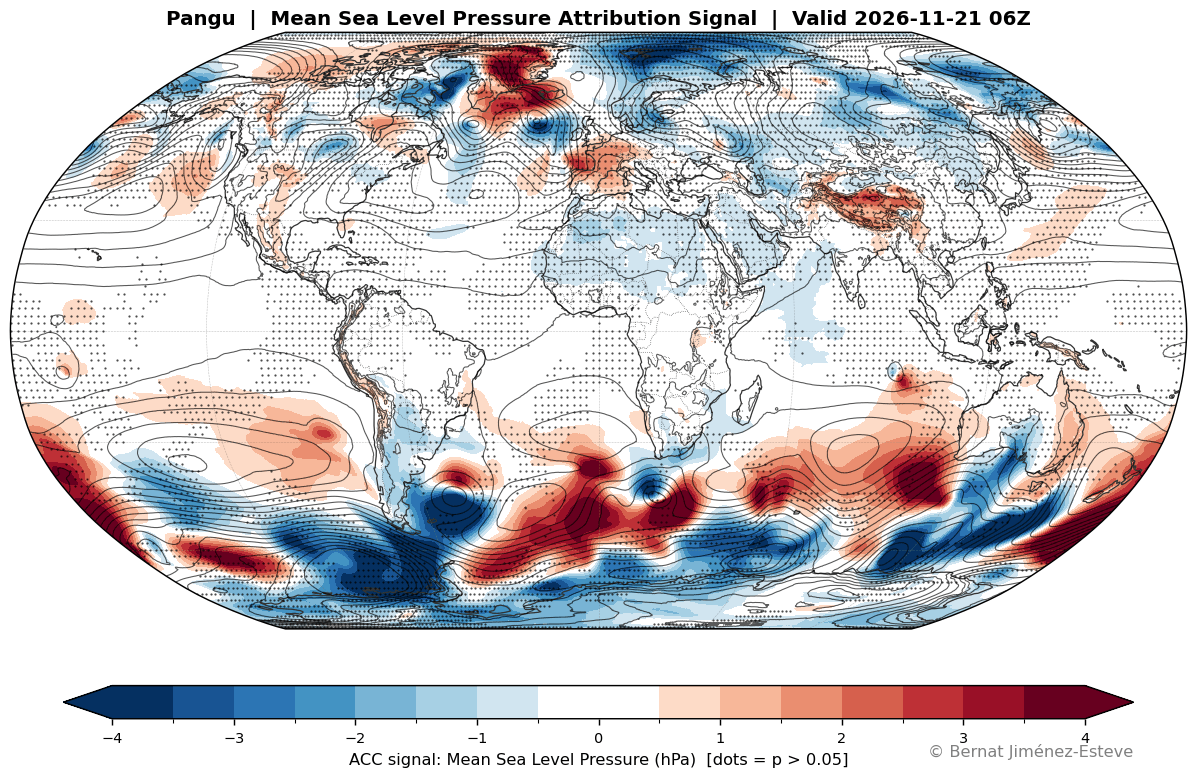 Pangu | Mean Sea Level Pressure Attribution Signal | Valid 2026-11-21 06Z
−4 −3 −2 −1 0 1 2 3 4
ACC signal: Mean Sea Level Pressure (hPa) [dots = p > 0.05]
© Bernat Jiménez-Esteve